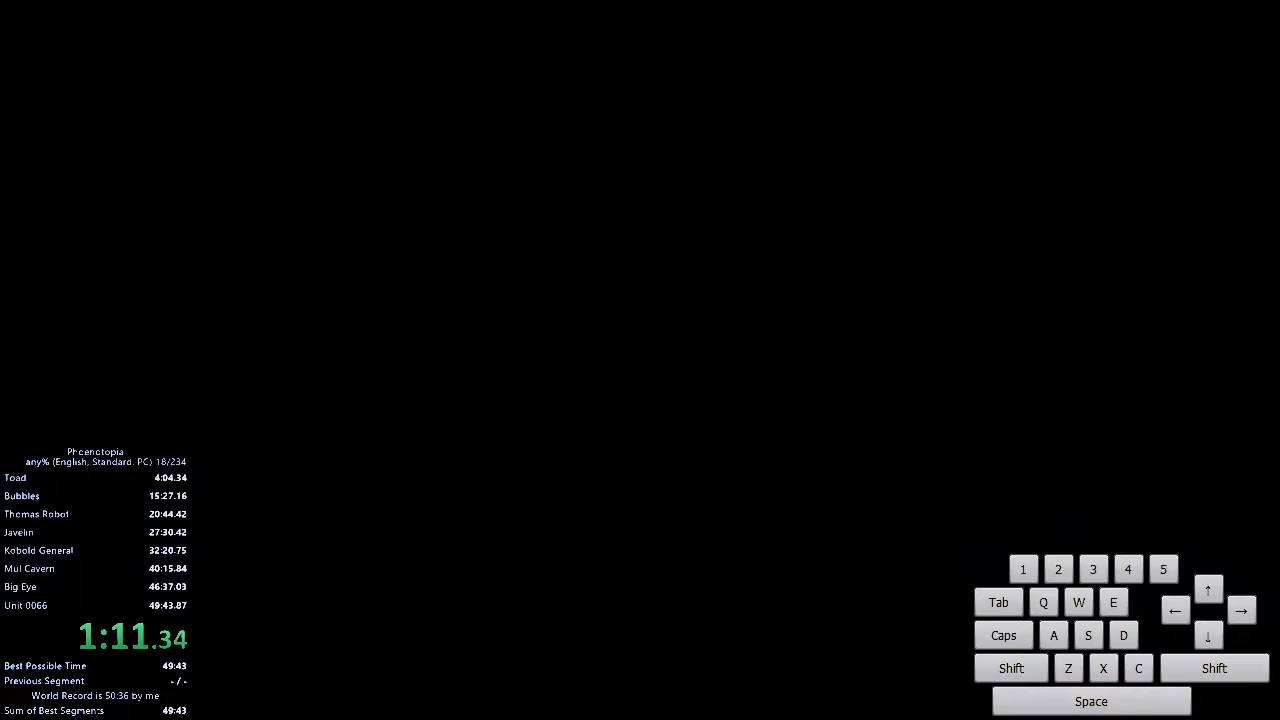 Phoenotopia
any% (English, Standard, PC) 18/234
Toad 4:04.34
Bubbles 15:27.16
Thomas Robot 20:44.42
Javelin 27:30.42
Kobold General 32:20.75
Mul Cavern 40:15.84
Big Eye 46:37.03
Unit 0066 49:43.87
1:11.34
Best Possible Time 49:43
Previous Segment - / -
World Record is 50:36 by me
Sum of Best Segments 49:43
1 2 3 4 5
Tab Q W E ↑
← →
Caps A S D ↓
Shift Z X C Shift
Space